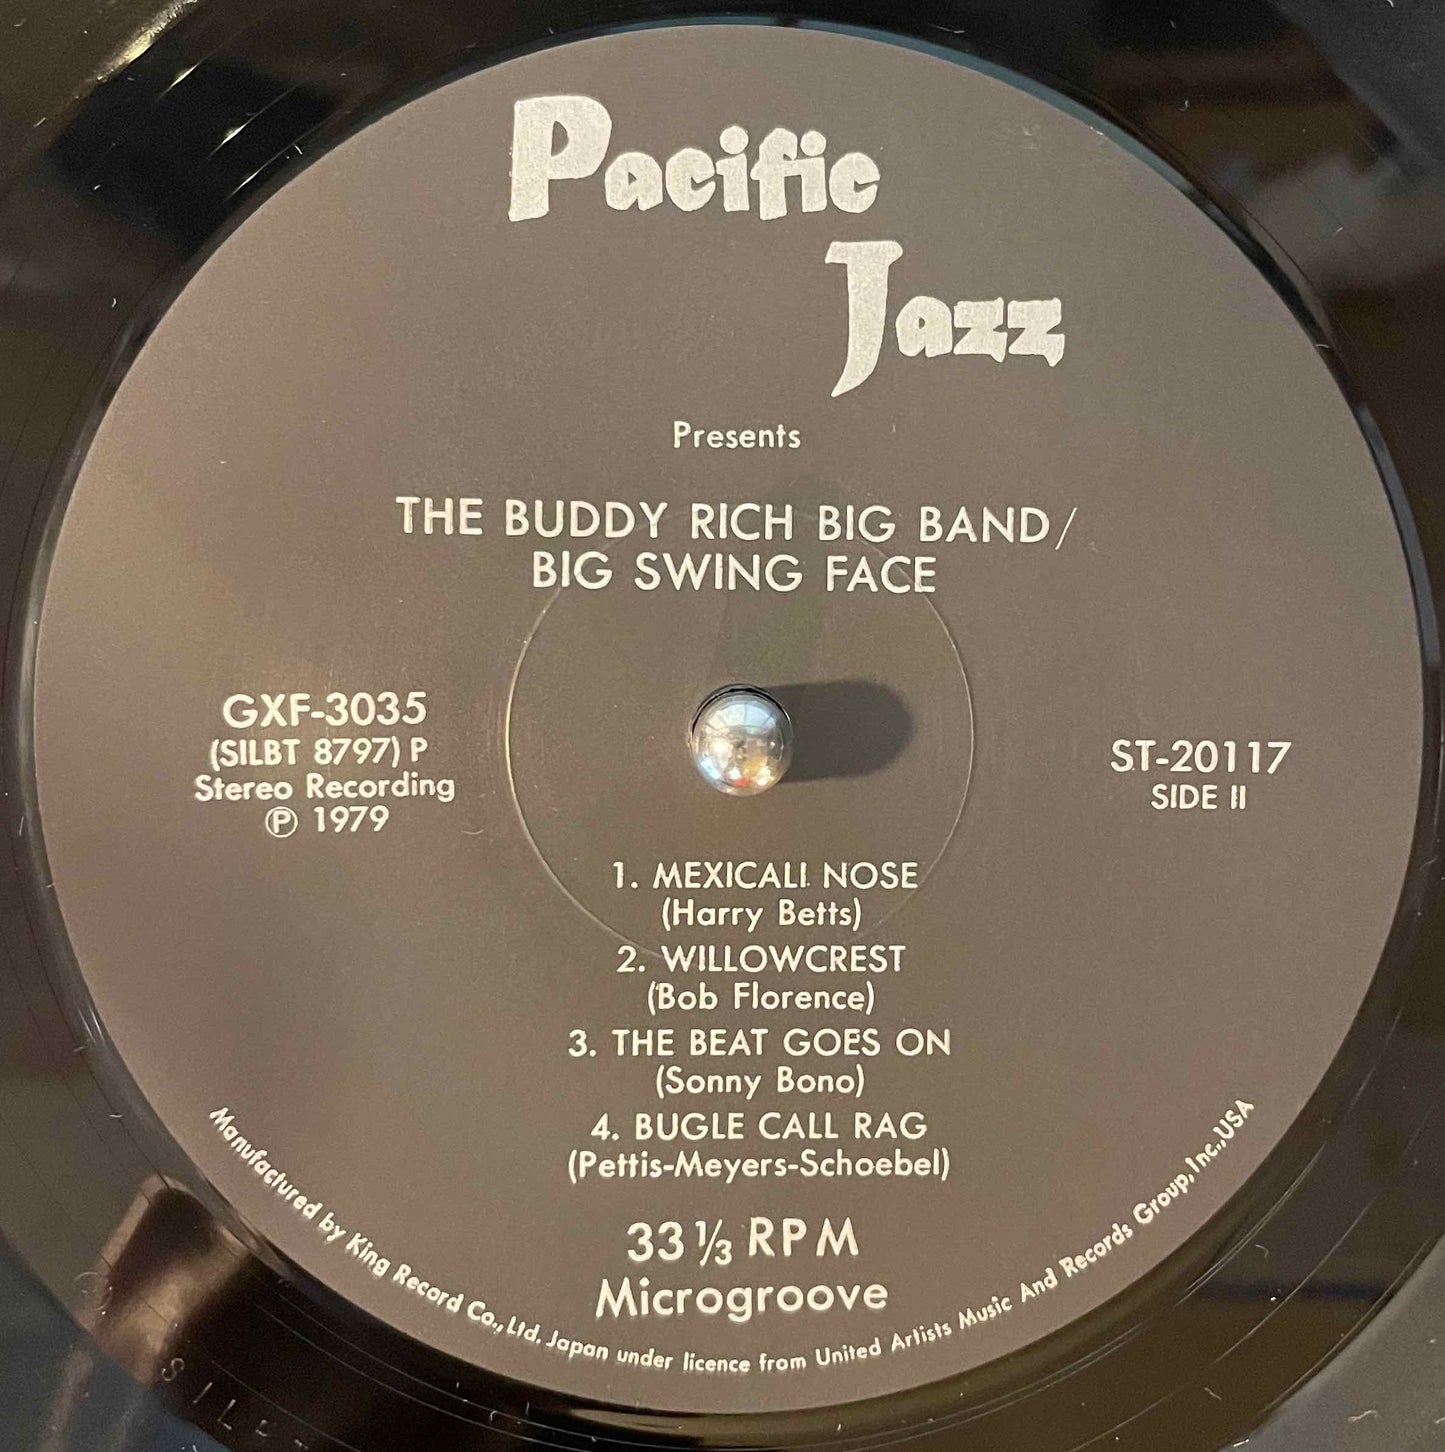 Pacific
Jazz
Presents
THE BUDDY RICH BIG BAND/
BIG SWING FACE
GXF-3035
(SILBT 8797) P
Stereo Recording
Ⓟ 1979
ST-20117
SIDE II
1. MEXICALI NOSE
(Harry Betts)
2. WILLOWCREST
(Bob Florence)
3. THE BEAT GOES ON
(Sonny Bono)
4. BUGLE CALL RAG
(Pettis-Meyers-Schoebel)
33 1/3 RPM
Microgroove
Manufactured by King Record Co., Ltd. Japan under licence from United Artists Music And Records Group, Inc., USA